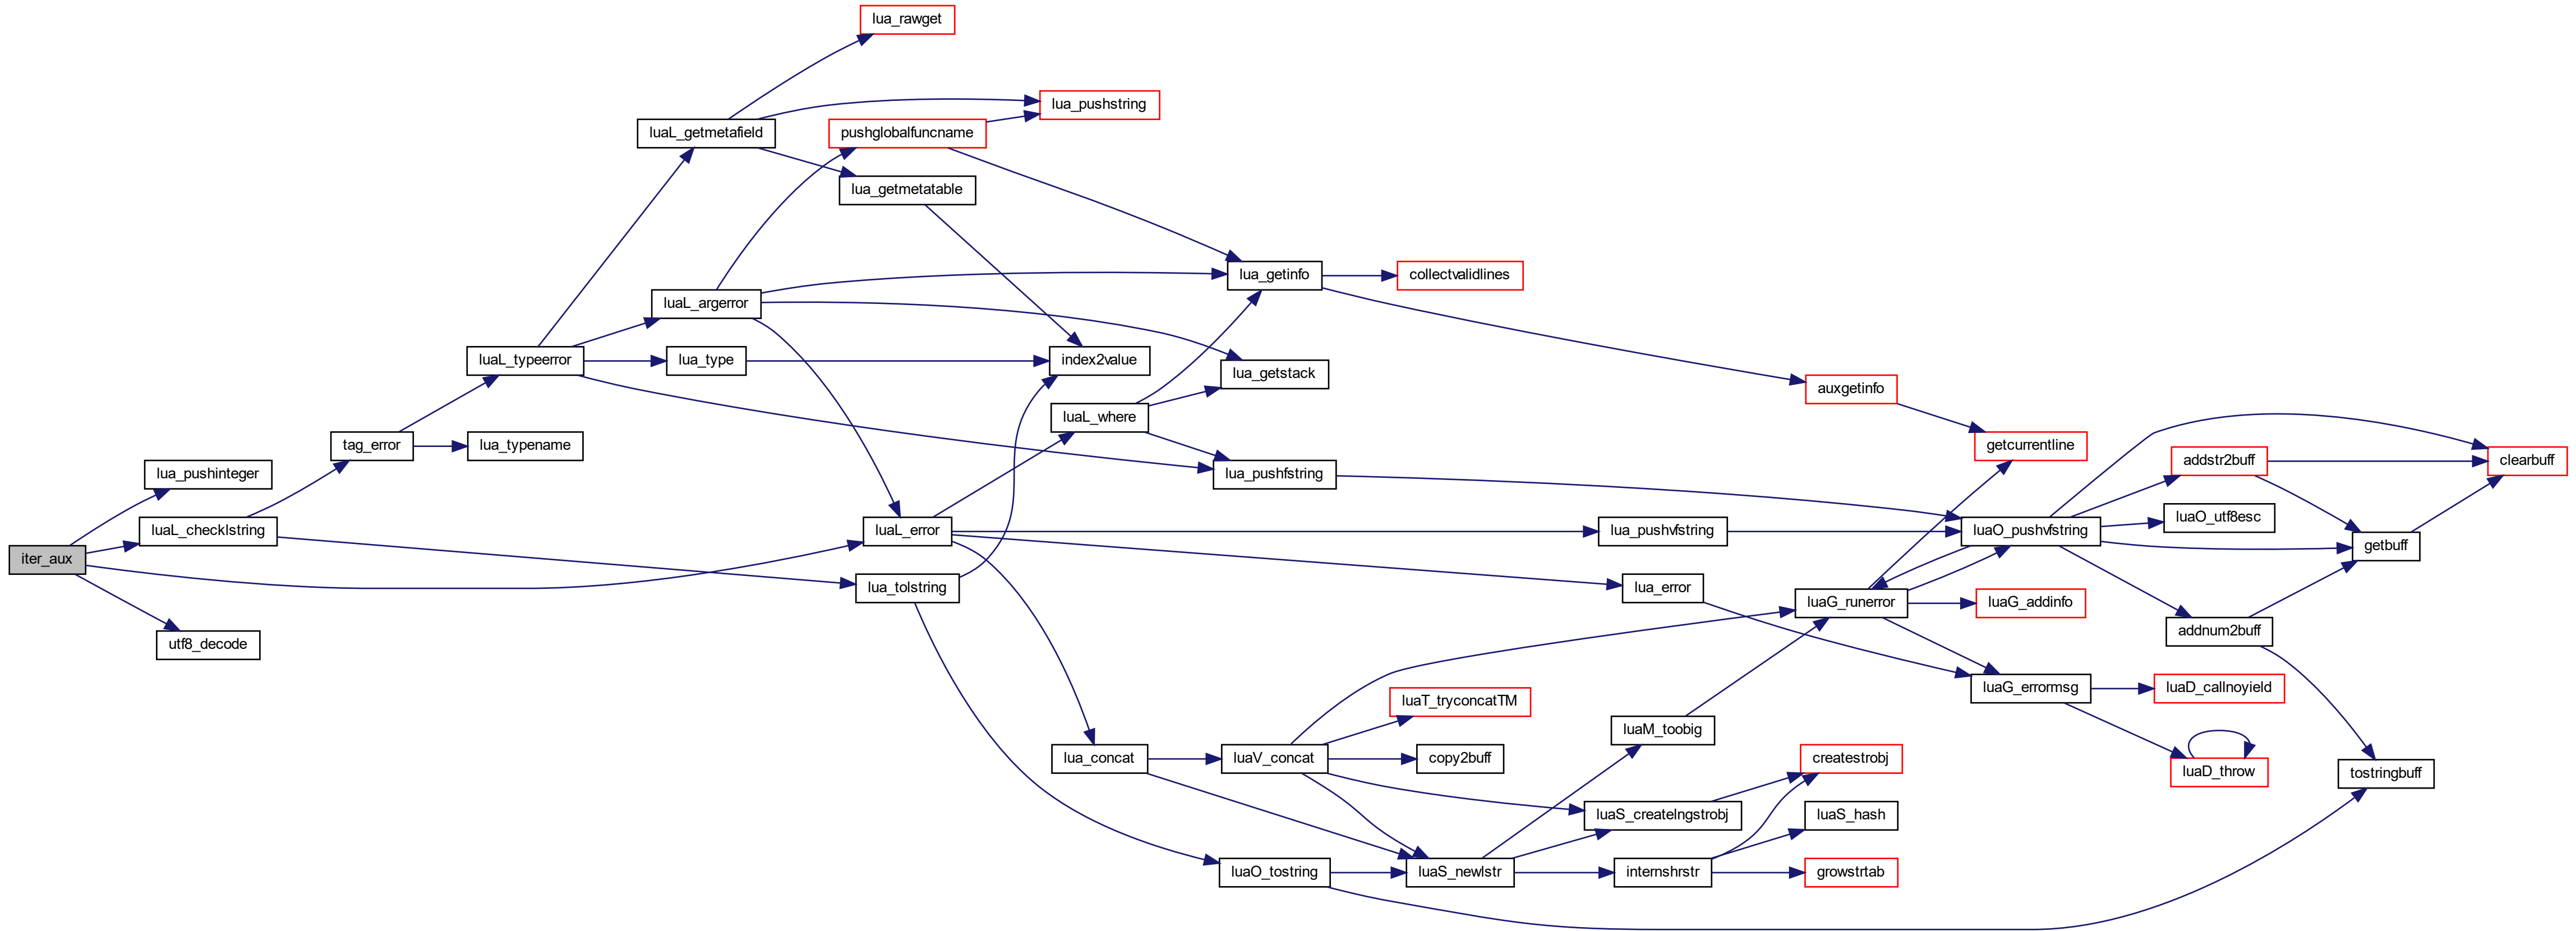 lua_rawget
lua_pushstring
luaL_getmetafield
pushglobalfuncname
lua_getmetatable
lua_getinfo
collectvalidlines
luaL_argerror
luaL_typeerror
lua_type
index2value
lua_getstack
auxgetinfo
luaL_where
tag_error
lua_typename
getcurrentline
lua_pushinteger
lua_pushfstring
addstr2buff
clearbuff
luaL_checklstring
luaL_error
lua_pushvfstring
luaO_pushvfstring
luaO_utf8esc
getbuff
iter_aux
lua_tolstring
lua_error
luaG_runerror
luaG_addinfo
utf8_decode
addnum2buff
luaG_errormsg
luaD_callnoyield
luaT_tryconcatTM
luaM_toobig
lua_concat
luaV_concat
copy2buff
createstrobj
luaD_throw
tostringbuff
luaS_createlngstrobj
luaS_hash
luaO_tostring
luaS_newlstr
internshrstr
growstrtab